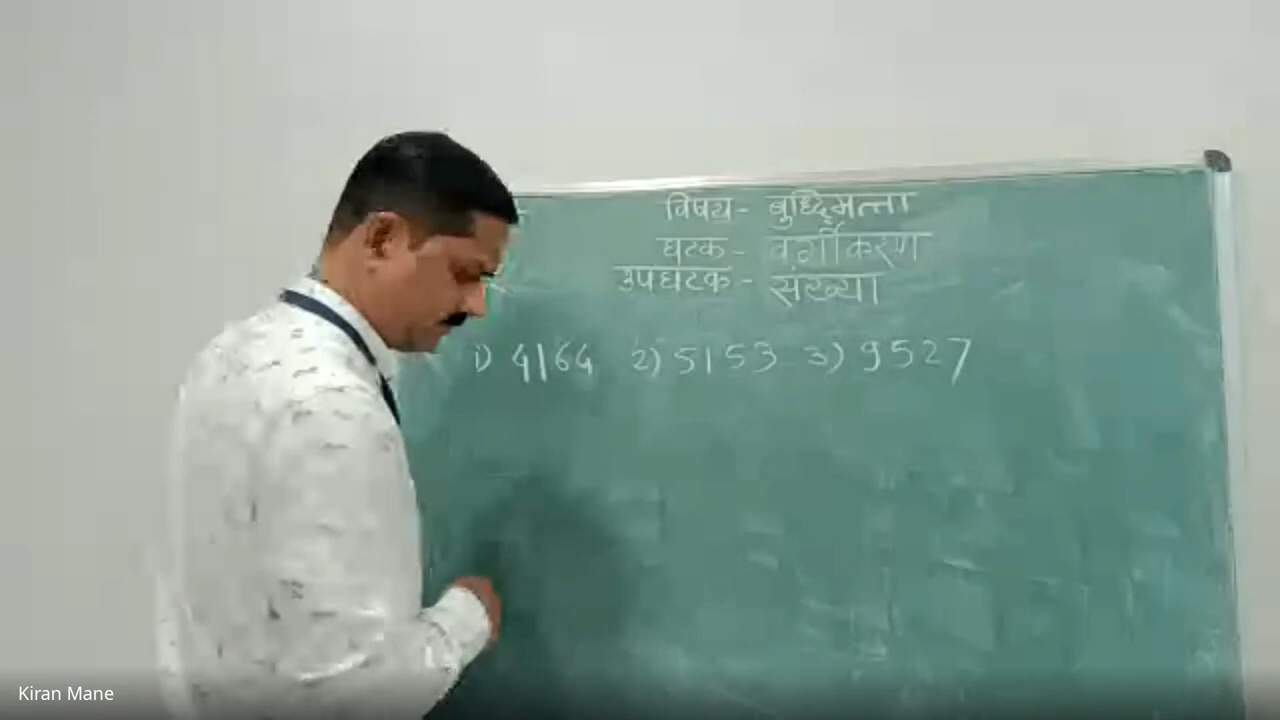 विषय - बुध्दिमत्ता
घटक - वर्गीकरण
उपघटक - संख्या
1) 4164 2) 5153 3) 9527
Kiran Mane